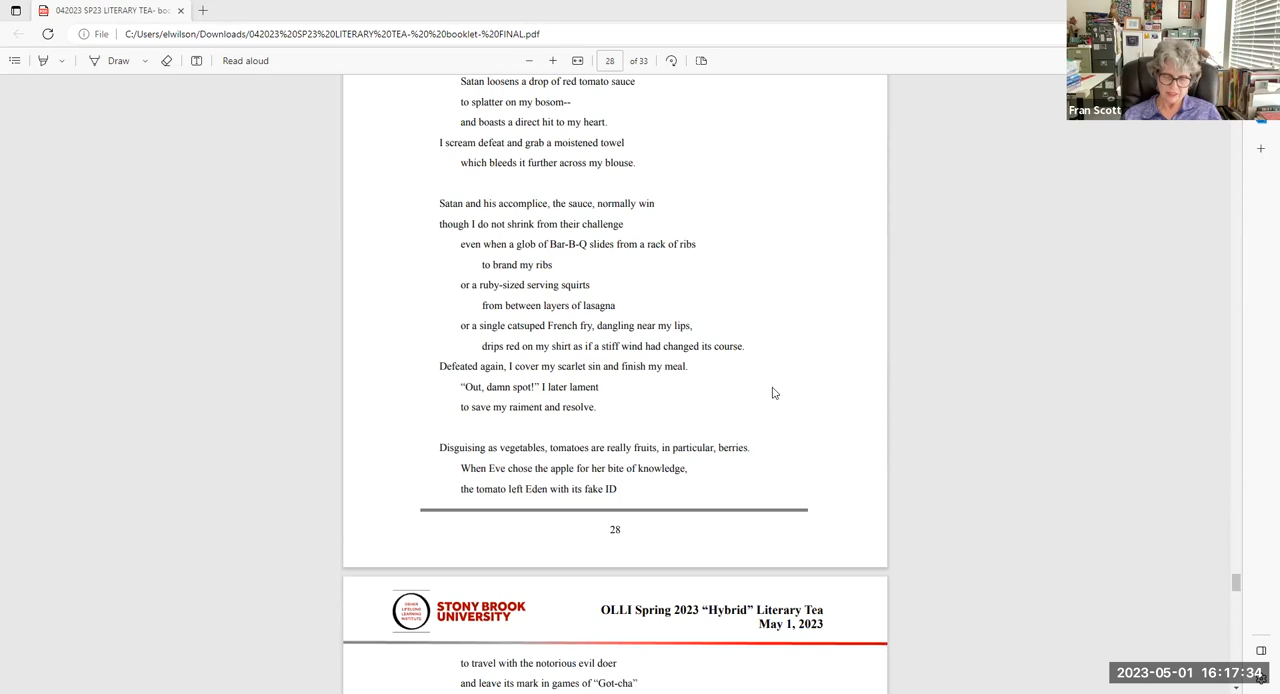 042023 SP23 LITERARY TEA- boo
File
C:/Users/elwilson/Downloads/042023%20SP23%20LITERARY%20TEA-%20%20booklet-%20FINAL.pdf
Draw
Read aloud
28
of 33
Fran Scott
Satan loosens a drop of red tomato sauce
to splatter on my bosom--
and boasts a direct hit to my heart.
I scream defeat and grab a moistened towel
which bleeds it further across my blouse.
Satan and his accomplice, the sauce, normally win
though I do not shrink from their challenge
even when a glob of Bar-B-Q slides from a rack of ribs
to brand my ribs
or a ruby-sized serving squirts
from between layers of lasagna
or a single catsuped French fry, dangling near my lips,
drips red on my shirt as if a stiff wind had changed its course.
Defeated again, I cover my scarlet sin and finish my meal.
“Out, damn spot!” I later lament
to save my raiment and resolve.
Disguising as vegetables, tomatoes are really fruits, in particular, berries.
When Eve chose the apple for her bite of knowledge,
the tomato left Eden with its fake ID
28
OSHER
LIFELONG
LEARNING
INSTITUTE
STONY BROOK
UNIVERSITY
OLLI Spring 2023 “Hybrid” Literary Tea
May 1, 2023
to travel with the notorious evil doer
and leave its mark in games of “Got-cha”
2023-05-01 16:17:34